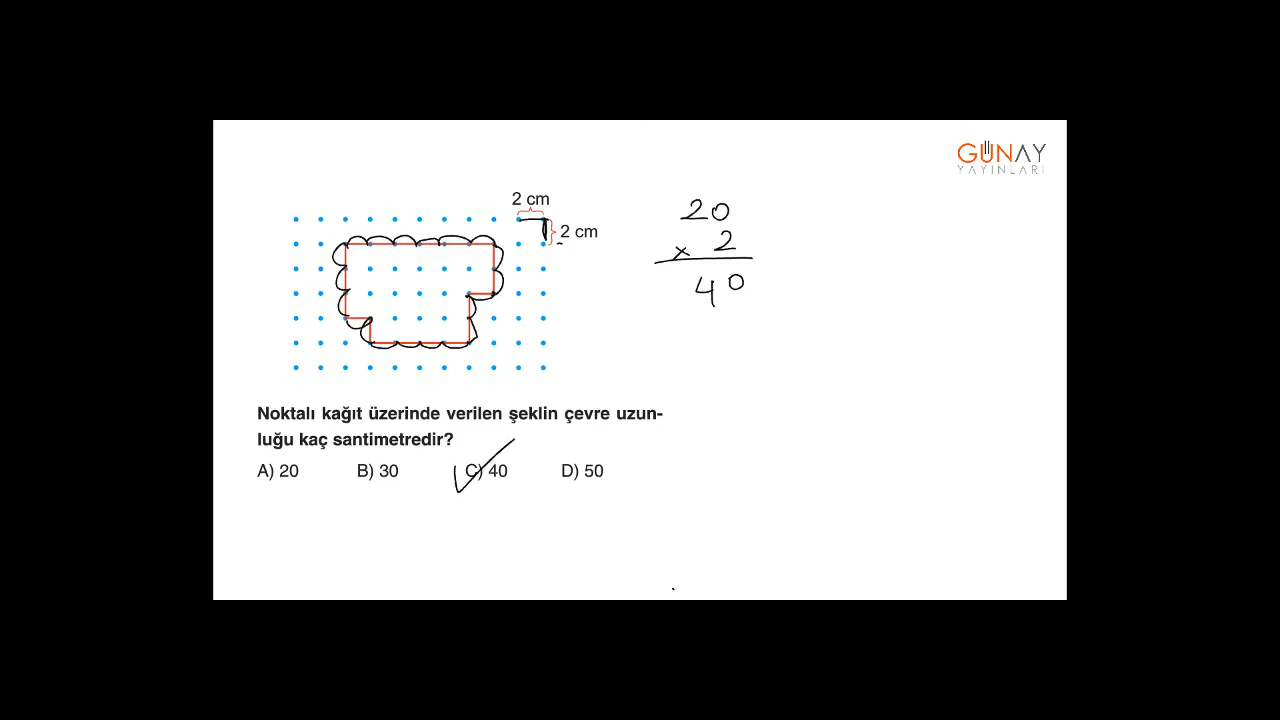 GÜNAY
YAYINLARI
2 cm
2 cm
20
x 2
40
Noktalı kağıt üzerinde verilen şeklin çevre uzun-
luğu kaç santimetredir?
A) 20 B) 30 C) 40 D) 50